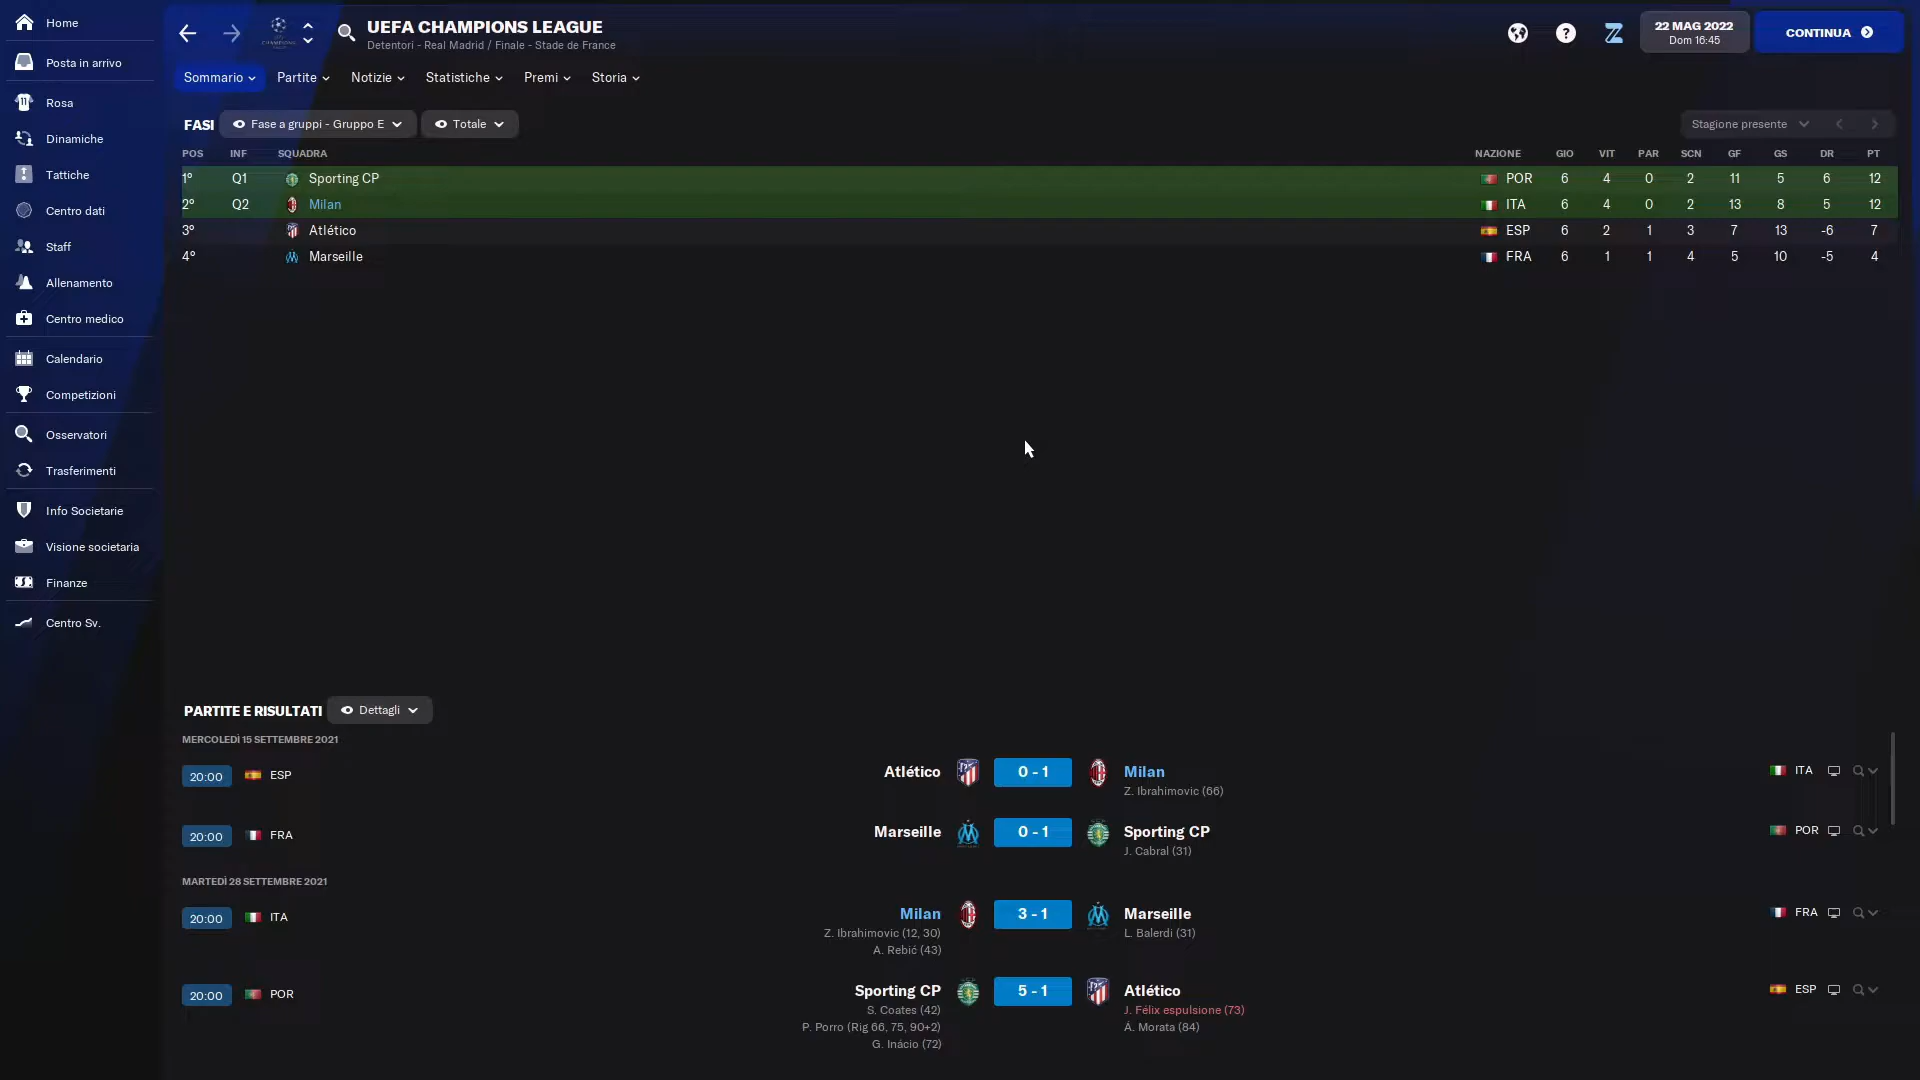 Home
Posta in arrivo
Rosa
Dinamiche
Tattiche
Centro dati
Staff
Allenamento
Centro medico
Calendario
Competizioni
Osservatori
Trasferimenti
Info Societarie
Visione societaria
Finanze
Centro Sv.
UEFA CHAMPIONS LEAGUE
Detentori - Real Madrid / Finale - Stade de France
22 MAG 2022
Dom 16:45
CONTINUA
Sommario Partite Notizie Statistiche Premi Storia
FASI Fase a gruppi - Gruppo E Totale Stagione presente
POS INF SQUADRA NAZIONE GIO VIT PAR SCN GF GS DR PT
1º Q1 Sporting CP POR 6 4 0 2 11 5 6 12
2º Q2 Milan ITA 6 4 0 2 13 8 5 12
3º Atlético ESP 6 2 1 3 7 13 -6 7
4º Marseille FRA 6 1 1 4 5 10 -5 4
PARTITE E RISULTATI Dettagli
MERCOLEDÌ 15 SETTEMBRE 2021
20:00 ESP Atlético 0 - 1 Milan ITA
Z. Ibrahimovic (66)
20:00 FRA Marseille 0 - 1 Sporting CP POR
J. Cabral (31)
MARTEDÌ 28 SETTEMBRE 2021
20:00 ITA Milan 3 - 1 Marseille FRA
Z. Ibrahimovic (12, 30) L. Balerdi (31)
A. Rebić (43)
20:00 POR Sporting CP 5 - 1 Atlético ESP
S. Coates (42) J. Félix espulsione (73)
P. Porro (Rig 66, 75, 90+2) Á. Morata (84)
G. Inácio (72)